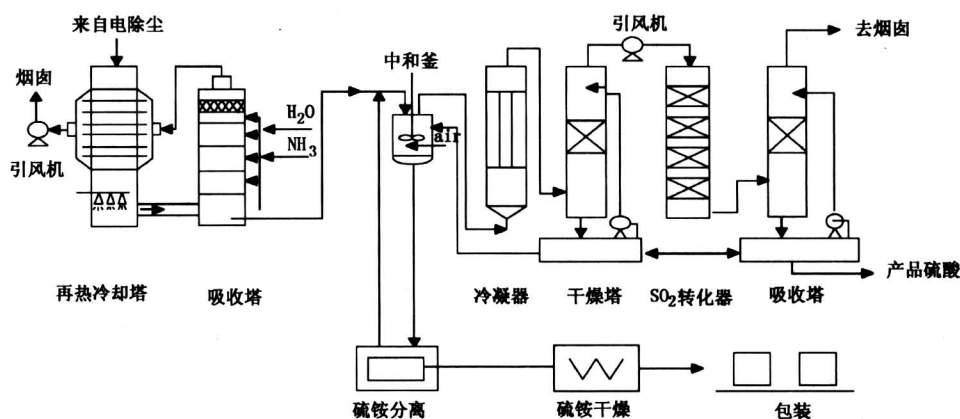 来自电除尘
烟囱
引风机
H₂O
NH₃
中和釜
air
引风机
去烟囱
产品硫酸
再热冷却塔
吸收塔
冷凝器
干燥塔
SO₂转化器
吸收塔
硫铵分离
硫铵干燥
包装